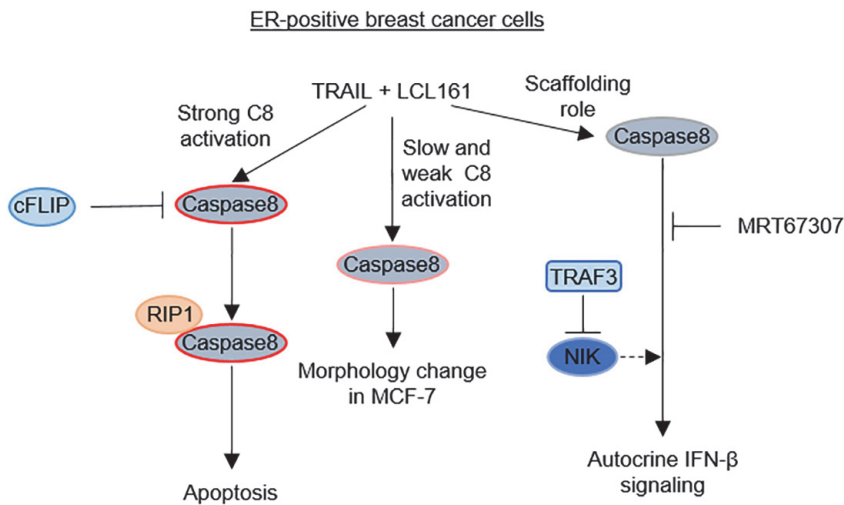 ER-positive breast cancer cells
TRAIL + LCL161
Strong C8
activation
Slow and
weak C8
activation
Scaffolding
role
Caspase8
cFLIP
Caspase8
MRT67307
Caspase8
TRAF3
RIP1
Caspase8
NIK
Morphology change
in MCF-7
Autocrine IFN-β
signaling
Apoptosis